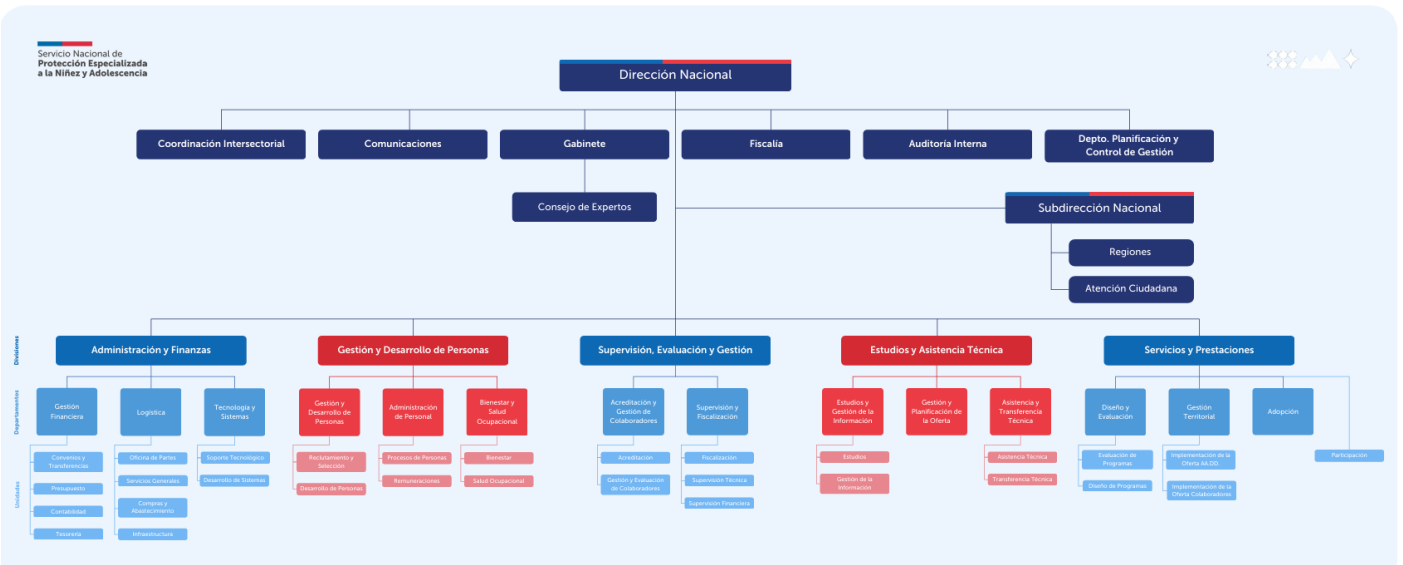 Servicio Nacional de
Protección Especializada
a la Niñez y Adolescencia
Dirección Nacional
Coordinación Intersectorial
Comunicaciones
Gabinete
Fiscalía
Auditoría Interna
Depto. Planificación y
Control de Gestión
Consejo de Expertos
Subdirección Nacional
Regiones
Atención Ciudadana
Divisiones
Administración y Finanzas
Gestión y Desarrollo de Personas
Supervisión, Evaluación y Gestión
Estudios y Asistencia Técnica
Servicios y Prestaciones
Departamentos
Gestión
Financiera
Logística
Tecnología y
Sistemas
Gestión y
Desarrollo de
Personas
Administración
de Personal
Bienestar y
Salud
Ocupacional
Acreditación y
Gestión de
Colaboradores
Supervisión y
Fiscalización
Estudios y
Gestión de la
Información
Gestión y
Planificación de
la Oferta
Asistencia y
Transferencia
Técnica
Diseño y
Evaluación
Gestión
Territorial
Adopción
Unidades
Convenios y
Transferencias
Presupuesto
Contabilidad
Tesorería
Oficina de Partes
Servicios Generales
Compras y
Abastecimiento
Infraestructura
Soporte Tecnológico
Desarrollo de Sistemas
Reclutamiento y
Selección
Desarrollo de Personas
Procesos de Personas
Remuneraciones
Bienestar
Salud Ocupacional
Acreditación
Gestión y Evaluación
de Colaboradores
Fiscalización
Supervisión Técnica
Supervisión Financiera
Estudios
Gestión de la
Información
Asistencia Técnica
Transferencia Técnica
Evaluación de
Programas
Diseño de Programas
Implementación de la
Oferta AA.DD.
Implementación de la
Oferta Colaboradores
Participación